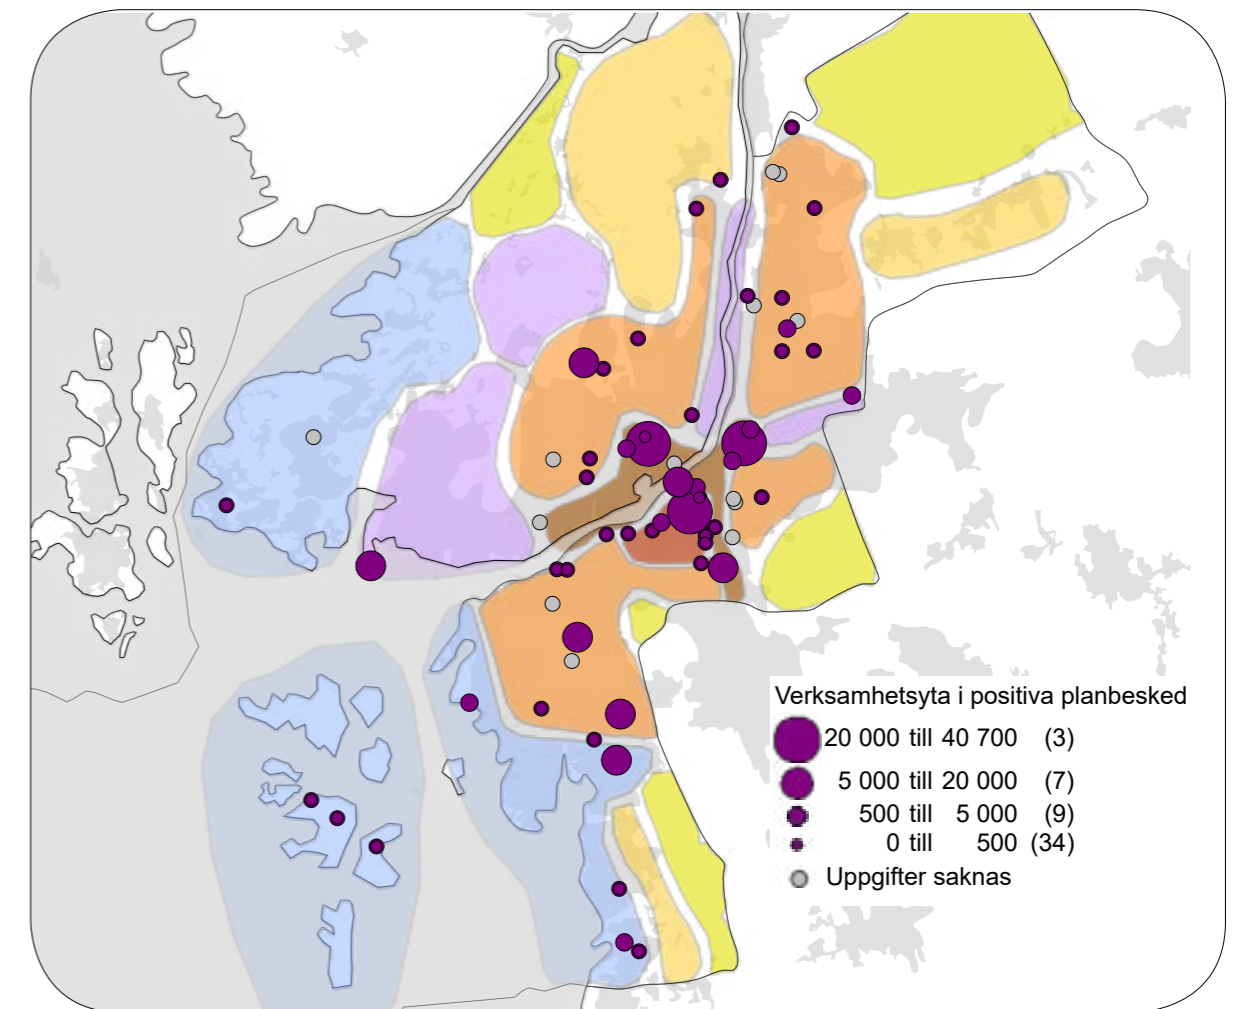 Verksamhetsyta i positiva planbesked
20 000 till 40 700 (3)
5 000 till 20 000 (7)
500 till 5 000 (9)
0 till 500 (34)
Uppgifter saknas